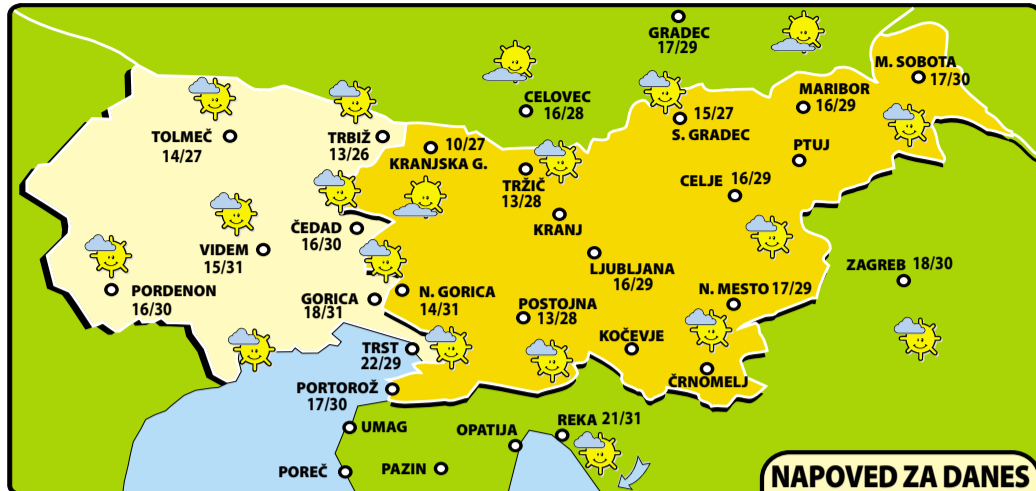 GRADEC
17/29
M. SOBOTA
17/30
MARIBOR
16/29
CELOVEC
16/28
15/27
S. GRADEC
TOLMEČ
14/27
TRBIŽ
13/26
10/27
KRANJSKA G.
PTUJ
TRŽIČ
13/28
CELJE 16/29
KRANJ
ČEDAD
16/30
VIDEM
15/31
LJUBLJANA
16/29
ZAGREB 18/30
PORDENON
16/30
GORICA
18/31
N. GORICA
14/31
N. MESTO 17/29
POSTOJNA
13/28
KOČEVJE
TRST
22/29
ČRNOMELJ
PORTOROŽ
17/30
UMAG
OPATIJA
REKA 21/31
POREČ
PAZIN
NAPOVED ZA DANES